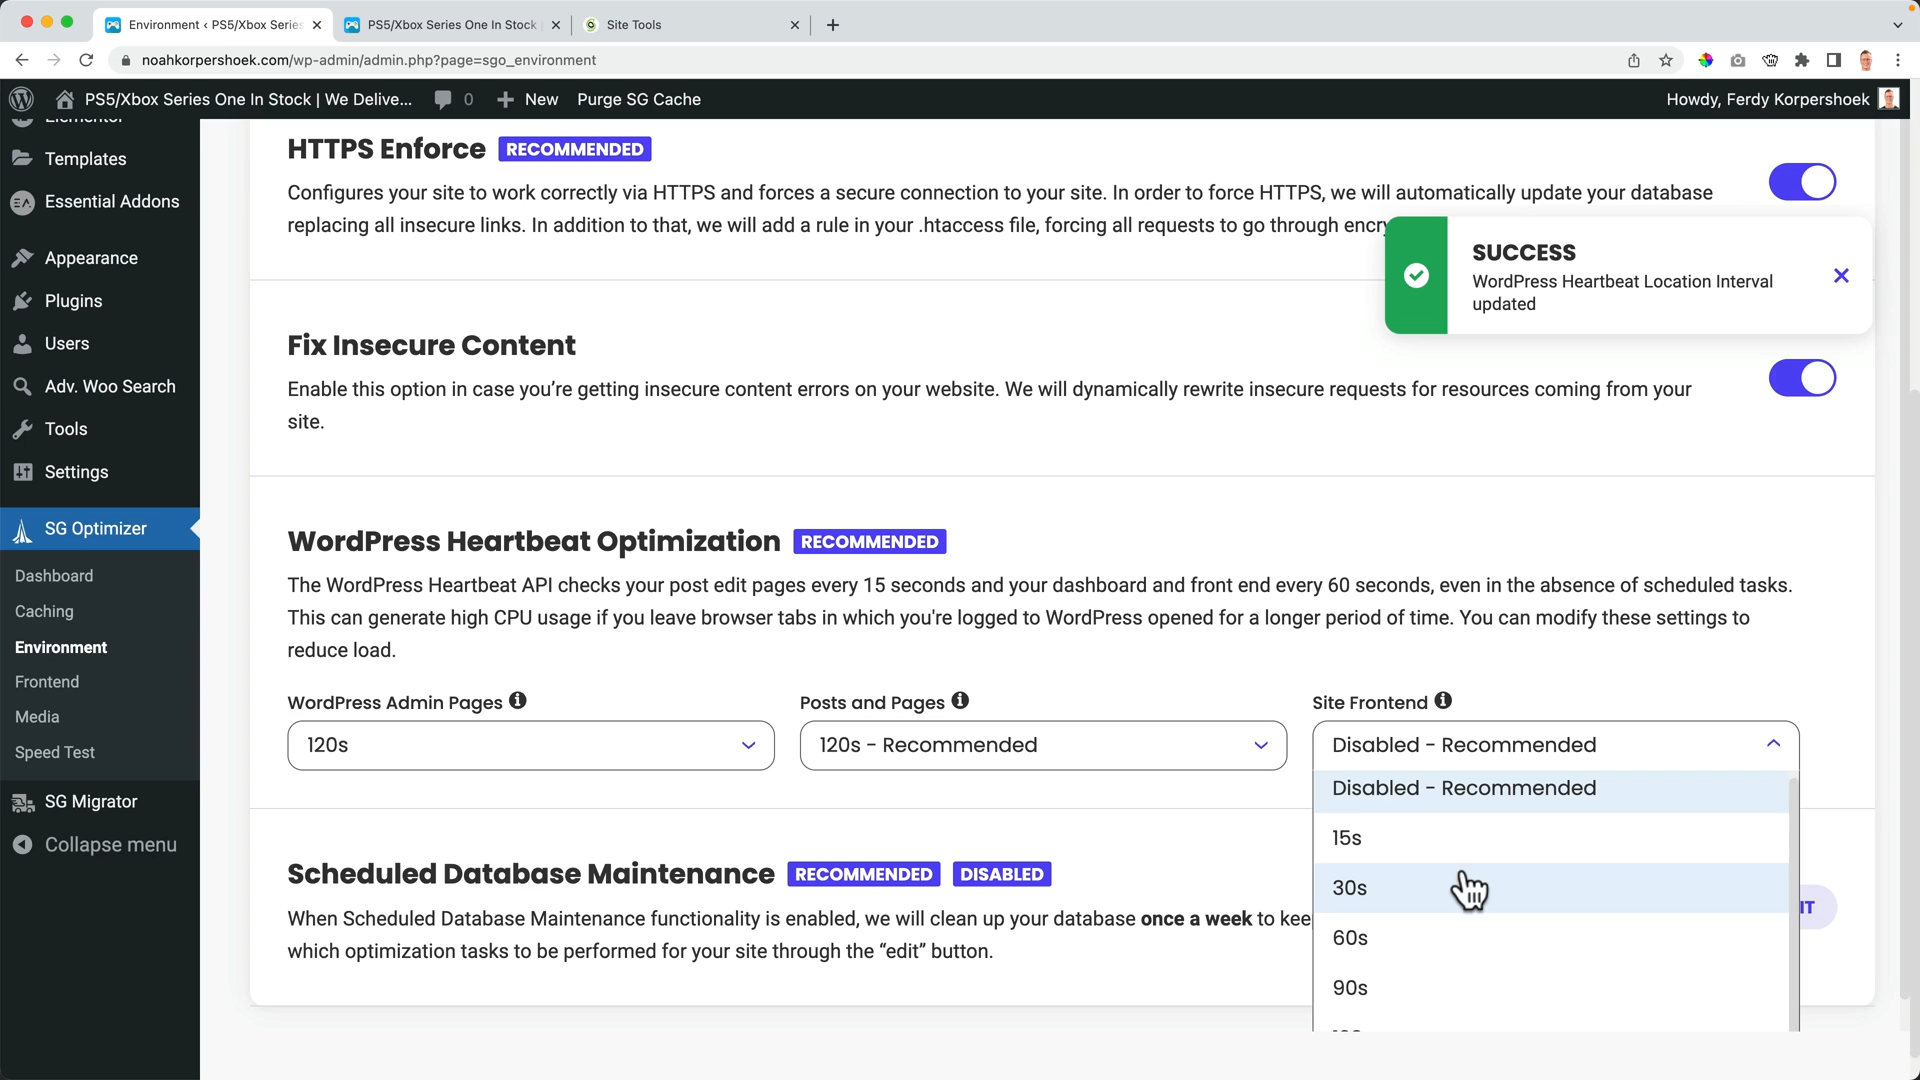 Environment ‹ PS5/Xbox Series
PS5/Xbox Series One In Stock
Site Tools
noahkorpershoek.com/wp-admin/admin.php?page=sgo_environment
PS5/Xbox Series One In Stock | We Delive...
0
New
Purge SG Cache
Howdy, Ferdy Korpershoek
Elementor
Templates
Essential Addons
Appearance
Plugins
Users
Adv. Woo Search
Tools
Settings
SG Optimizer
Dashboard
Caching
Environment
Frontend
Media
Speed Test
SG Migrator
Collapse menu
HTTPS Enforce RECOMMENDED
Configures your site to work correctly via HTTPS and forces a secure connection to your site. In order to force HTTPS, we will automatically update your database
replacing all insecure links. In addition to that, we will add a rule in your .htaccess file, forcing all requests to go through encry
SUCCESS
WordPress Heartbeat Location Interval
updated
Fix Insecure Content
Enable this option in case you’re getting insecure content errors on your website. We will dynamically rewrite insecure requests for resources coming from your
site.
WordPress Heartbeat Optimization RECOMMENDED
The WordPress Heartbeat API checks your post edit pages every 15 seconds and your dashboard and front end every 60 seconds, even in the absence of scheduled tasks.
This can generate high CPU usage if you leave browser tabs in which you're logged to WordPress opened for a longer period of time. You can modify these settings to
reduce load.
WordPress Admin Pages
120s
Posts and Pages
120s - Recommended
Site Frontend
Disabled - Recommended
Disabled - Recommended
15s
30s
60s
90s
Scheduled Database Maintenance RECOMMENDED DISABLED
When Scheduled Database Maintenance functionality is enabled, we will clean up your database once a week to kee
which optimization tasks to be performed for your site through the “edit” button.
IT